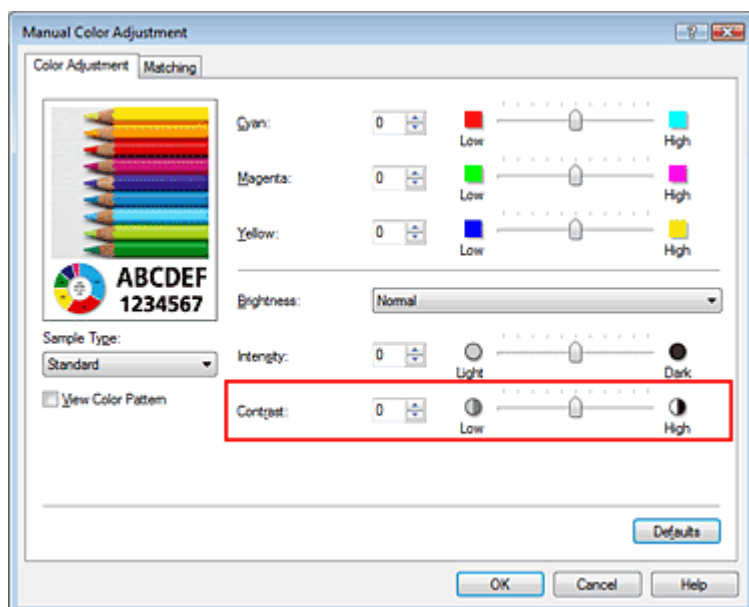 Manual Color Adjustment
Color Adjustment
Matching
Cyan:
0
Low
High
Magenta:
0
Low
High
Yellow:
0
Low
High
ABCDEF
1234567
Brightness:
Normal
Sample Type:
Standard
Intensity:
0
Light
Dark
View Color Pattern
Contrast:
0
Low
High
Defaults
OK
Cancel
Help